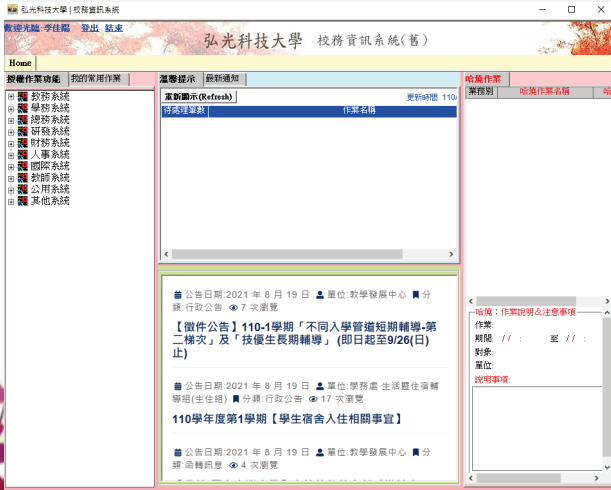 弘光科技大學 | 校務資訊系統
歡迎光臨-李佳陽 登出 結束
弘光科技大學 校務資訊系統(舊)
Home
授權作業功能 我的常用作業
教務系統
學務系統
總務系統
研發系統
財務系統
人事系統
國際系統
教師系統
公用系統
其他系統
溫馨提示 最新通知
重新顯示(Refresh) 更新時間 110/
待處理筆數 作業名稱
公告日期:2021 年 8 月 19 日 單位:教學發展中心 分
類:行政公告 7 次瀏覽
【徵件公告】110-1學期「不同入學管道短期輔導-第
二梯次」及「技優生長期輔導」 (即日起至9/26(日)
止)
公告日期:2021 年 8 月 19 日 單位:學務處 生活暨住宿輔
導組(生住組) 分類:行政公告 17 次瀏覽
110學年度第1學期【學生宿舍入住相關事宜】
公告日期:2021 年 8 月 19 日 單位:教學發展中心 分
類:函轉訊息 4 次瀏覽
哈燒作業
業務別 哈燒作業名稱 哈
哈燒：作業說明&注意事項
作業:
期間: / / : 至 / / :
對象:
單位:
說明事項: